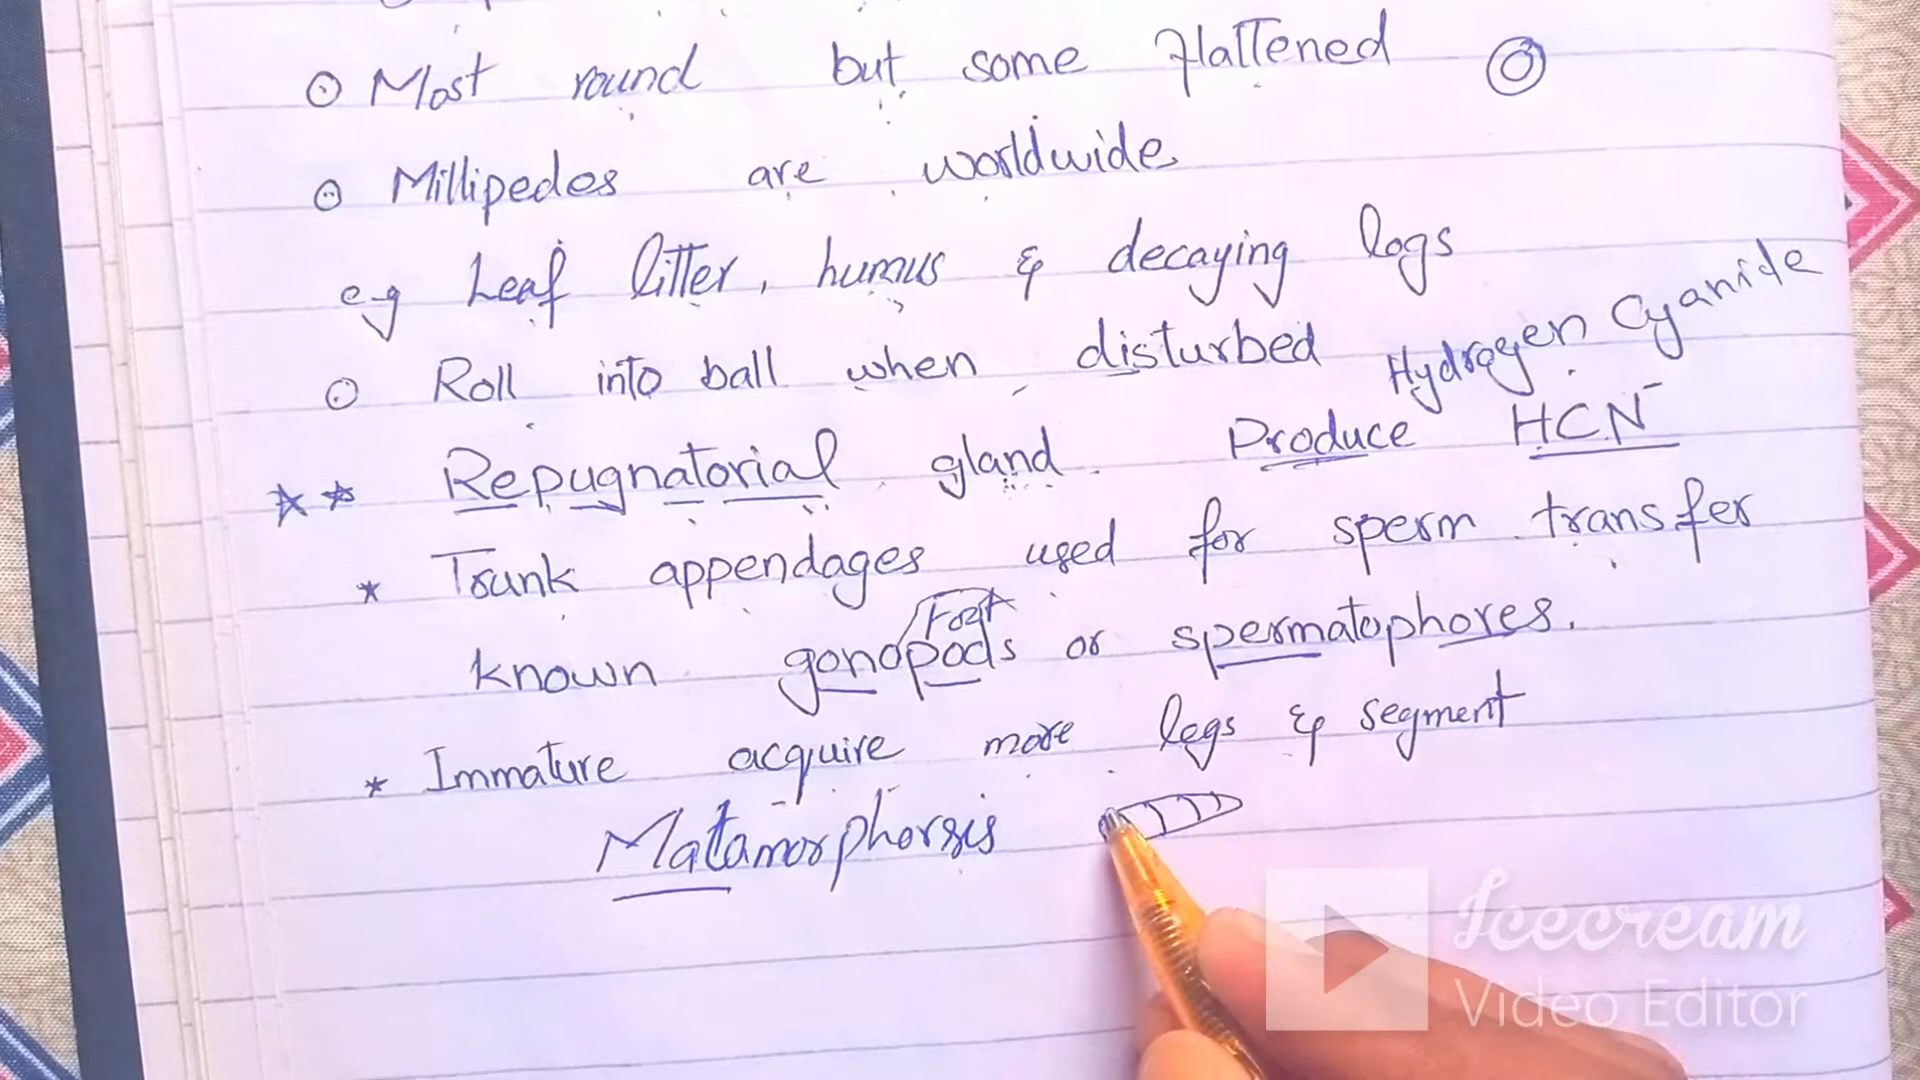 Most round but some flattened
Millipedes are worldwide
e.g Leaf litter, humus & decaying logs
Roll into ball when disturbed
Hydrogen Cyanide
** Repugnatorial gland. Produce HCN⁻
* Trunk appendages used for sperm transfer
Foot
known gonopods or spermatophores.
* Immature acquire more legs & segment
Icecream
Video Editor